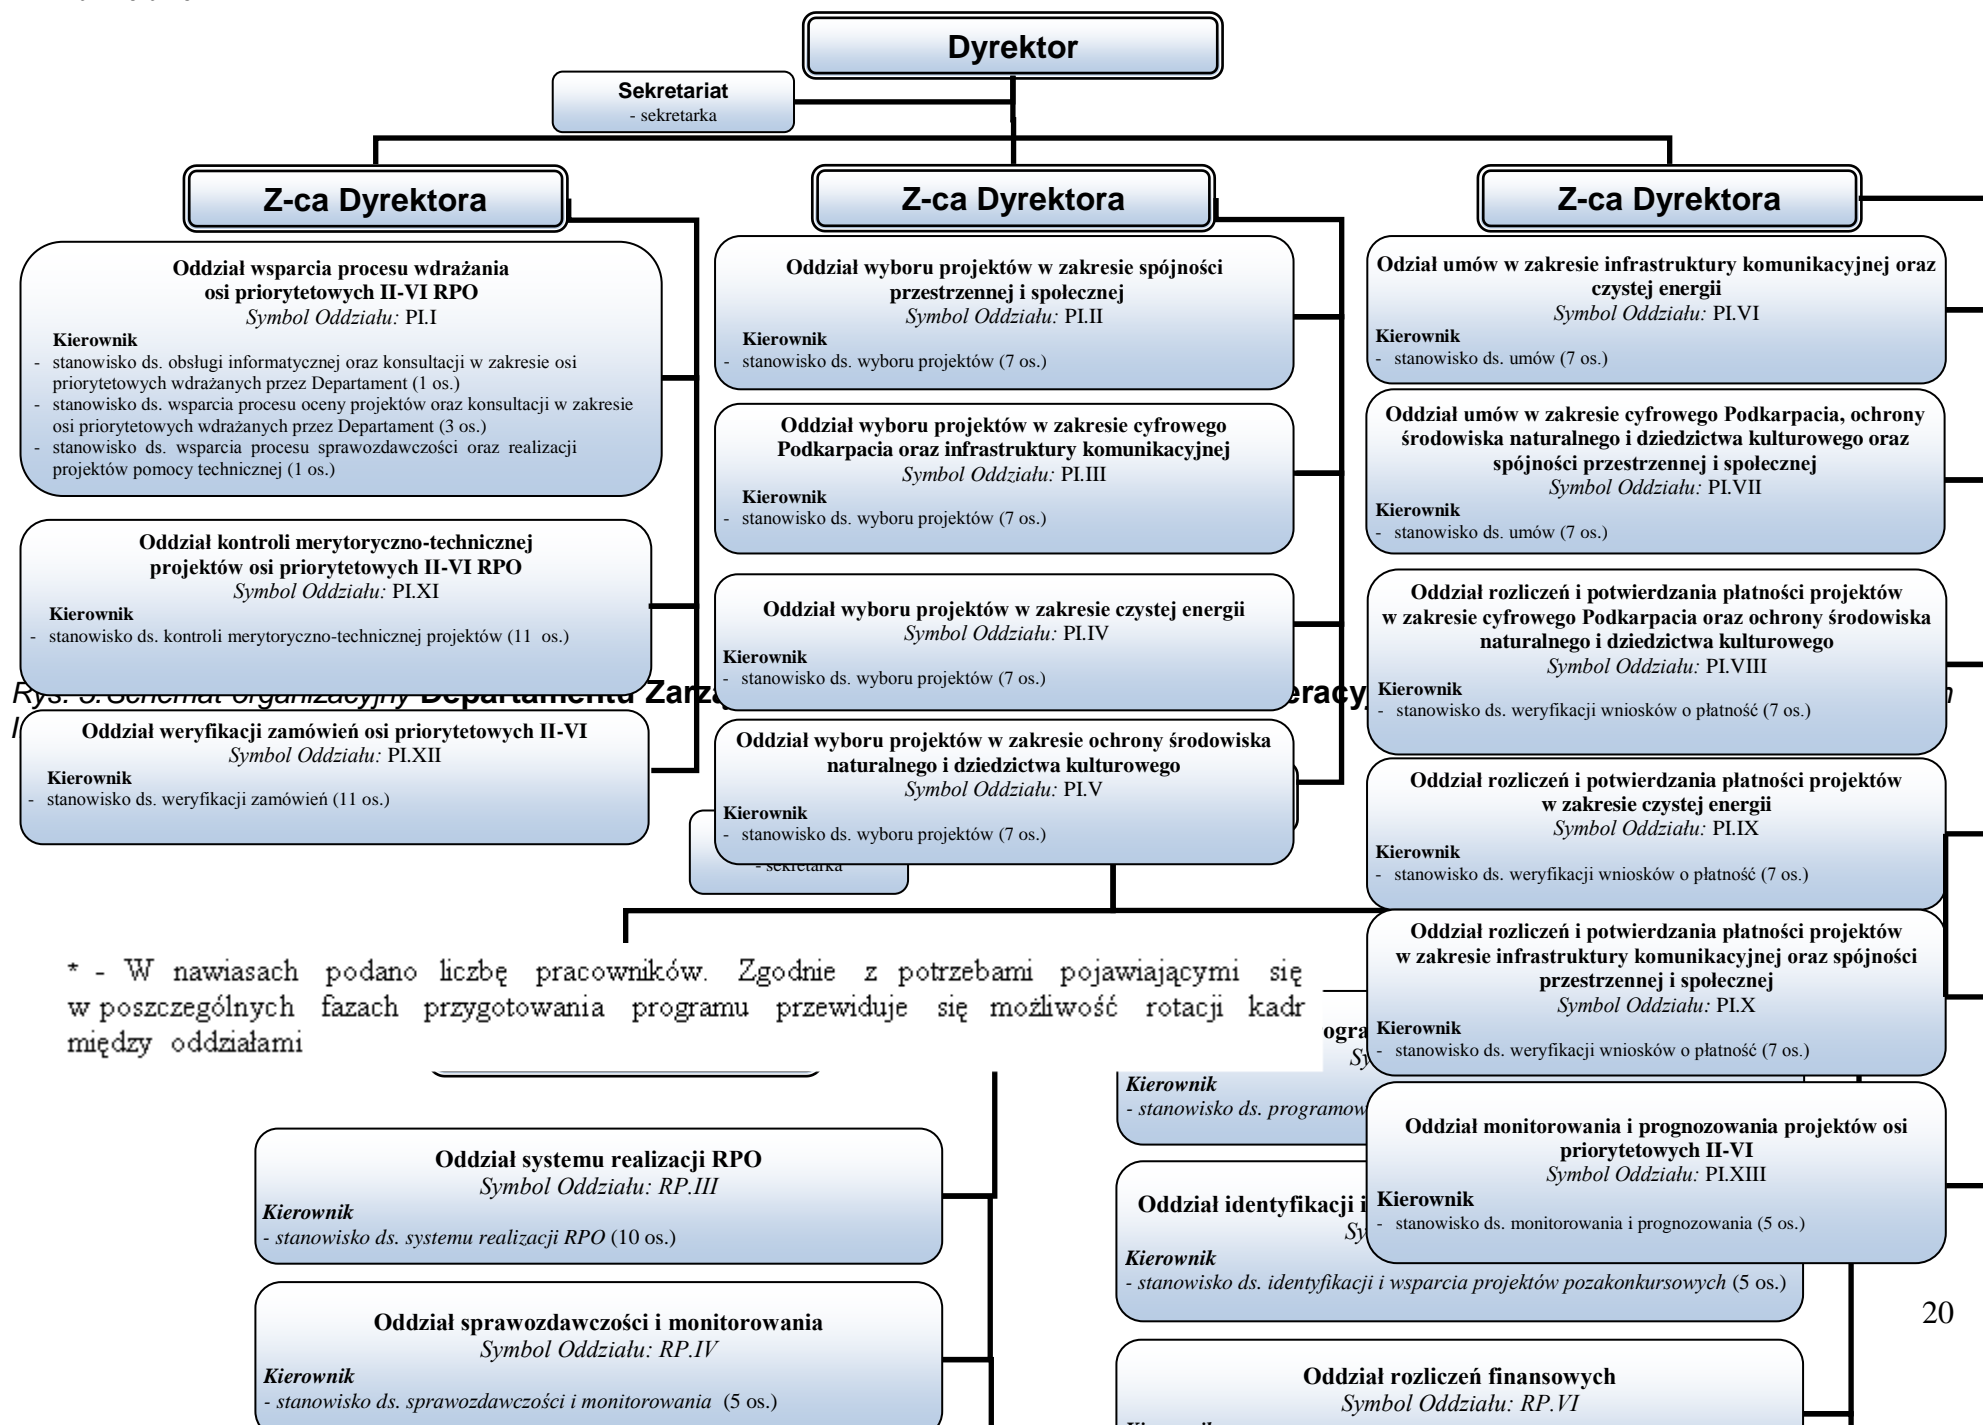 Dyrektor
Sekretariat
- sekretarka
Z-ca Dyrektora
Oddział wsparcia procesu wdrażania
osi priorytetowych II-VI RPO
Symbol Oddziału: PI.I
Kierownik
- stanowisko ds. obsługi informatycznej oraz konsultacji w zakresie osi
priorytetowych wdrażanych przez Departament (1 os.)
- stanowisko ds. wsparcia procesu oceny projektów oraz konsultacji w zakresie
osi priorytetowych wdrażanych przez Departament (3 os.)
- stanowisko ds. wsparcia procesu sprawozdawczości oraz realizacji
projektów pomocy technicznej (1 os.)
Oddział kontroli merytoryczno-technicznej
projektów osi priorytetowych II-VI RPO
Symbol Oddziału: PI.XI
Kierownik
- stanowisko ds. kontroli merytoryczno-technicznej projektów (11 os.)
Rys. 5. Schemat organizacyjny Departamentu
Oddział weryfikacji zamówień osi priorytetowych II-VI
Symbol Oddziału: PI.XII
Kierownik
- stanowisko ds. weryfikacji zamówień (11 os.)
Z-ca Dyrektora
Oddział wyboru projektów w zakresie spójności
przestrzennej i społecznej
Symbol Oddziału: PI.II
Kierownik
- stanowisko ds. wyboru projektów (7 os.)
Oddział wyboru projektów w zakresie cyfrowego
Podkarpacia oraz infrastruktury komunikacyjnej
Symbol Oddziału: PI.III
Kierownik
- stanowisko ds. wyboru projektów (7 os.)
Oddział wyboru projektów w zakresie czystej energii
Symbol Oddziału: PI.IV
Kierownik
- stanowisko ds. wyboru projektów (7 os.)
Oddział wyboru projektów w zakresie ochrony środowiska
naturalnego i dziedzictwa kulturowego
Symbol Oddziału: PI.V
Kierownik
- stanowisko ds. wyboru projektów (7 os.)
- sekretarka
Z-ca Dyrektora
Odział umów w zakresie infrastruktury komunikacyjnej oraz
czystej energii
Symbol Oddziału: PI.VI
Kierownik
- stanowisko ds. umów (7 os.)
Oddział umów w zakresie cyfrowego Podkarpacia, ochrony
środowiska naturalnego i dziedzictwa kulturowego oraz
spójności przestrzennej i społecznej
Symbol Oddziału: PI.VII
Kierownik
- stanowisko ds. umów (7 os.)
Oddział rozliczeń i potwierdzania płatności projektów
w zakresie cyfrowego Podkarpacia oraz ochrony środowiska
naturalnego i dziedzictwa kulturowego
Symbol Oddziału: PI.VIII
Kierownik
- stanowisko ds. weryfikacji wniosków o płatność (7 os.)
Oddział rozliczeń i potwierdzania płatności projektów
w zakresie czystej energii
Symbol Oddziału: PI.IX
Kierownik
- stanowisko ds. weryfikacji wniosków o płatność (7 os.)
Oddział rozliczeń i potwierdzania płatności projektów
w zakresie infrastruktury komunikacyjnej oraz spójności
przestrzennej i społecznej
Symbol Oddziału: PI.X
Kierownik
- stanowisko ds. weryfikacji wniosków o płatność (7 os.)
Oddział monitorowania i prognozowania projektów osi
priorytetowych II-VI
Symbol Oddziału: PI.XIII
Kierownik
- stanowisko ds. monitorowania i prognozowania (5 os.)
* - W nawiasach podano liczbę pracowników. Zgodnie z potrzebami pojawiającymi się
w poszczególnych fazach przygotowania programu przewiduje się możliwość rotacji kadr
między oddziałami
Oddział systemu realizacji RPO
Symbol Oddziału: RP.III
Kierownik
- stanowisko ds. systemu realizacji RPO (10 os.)
Oddział sprawozdawczości i monitorowania
Symbol Oddziału: RP.IV
Kierownik
- stanowisko ds. sprawozdawczości i monitorowania (5 os.)
Kierownik
- stanowisko ds.
Oddział identyfikacji i
Kierownik
- stanowisko ds. identyfikacji i wsparcia projektów pozakonkursowych (5 os.)
Oddział rozliczeń finansowych
Symbol Oddziału: RP.VI
20